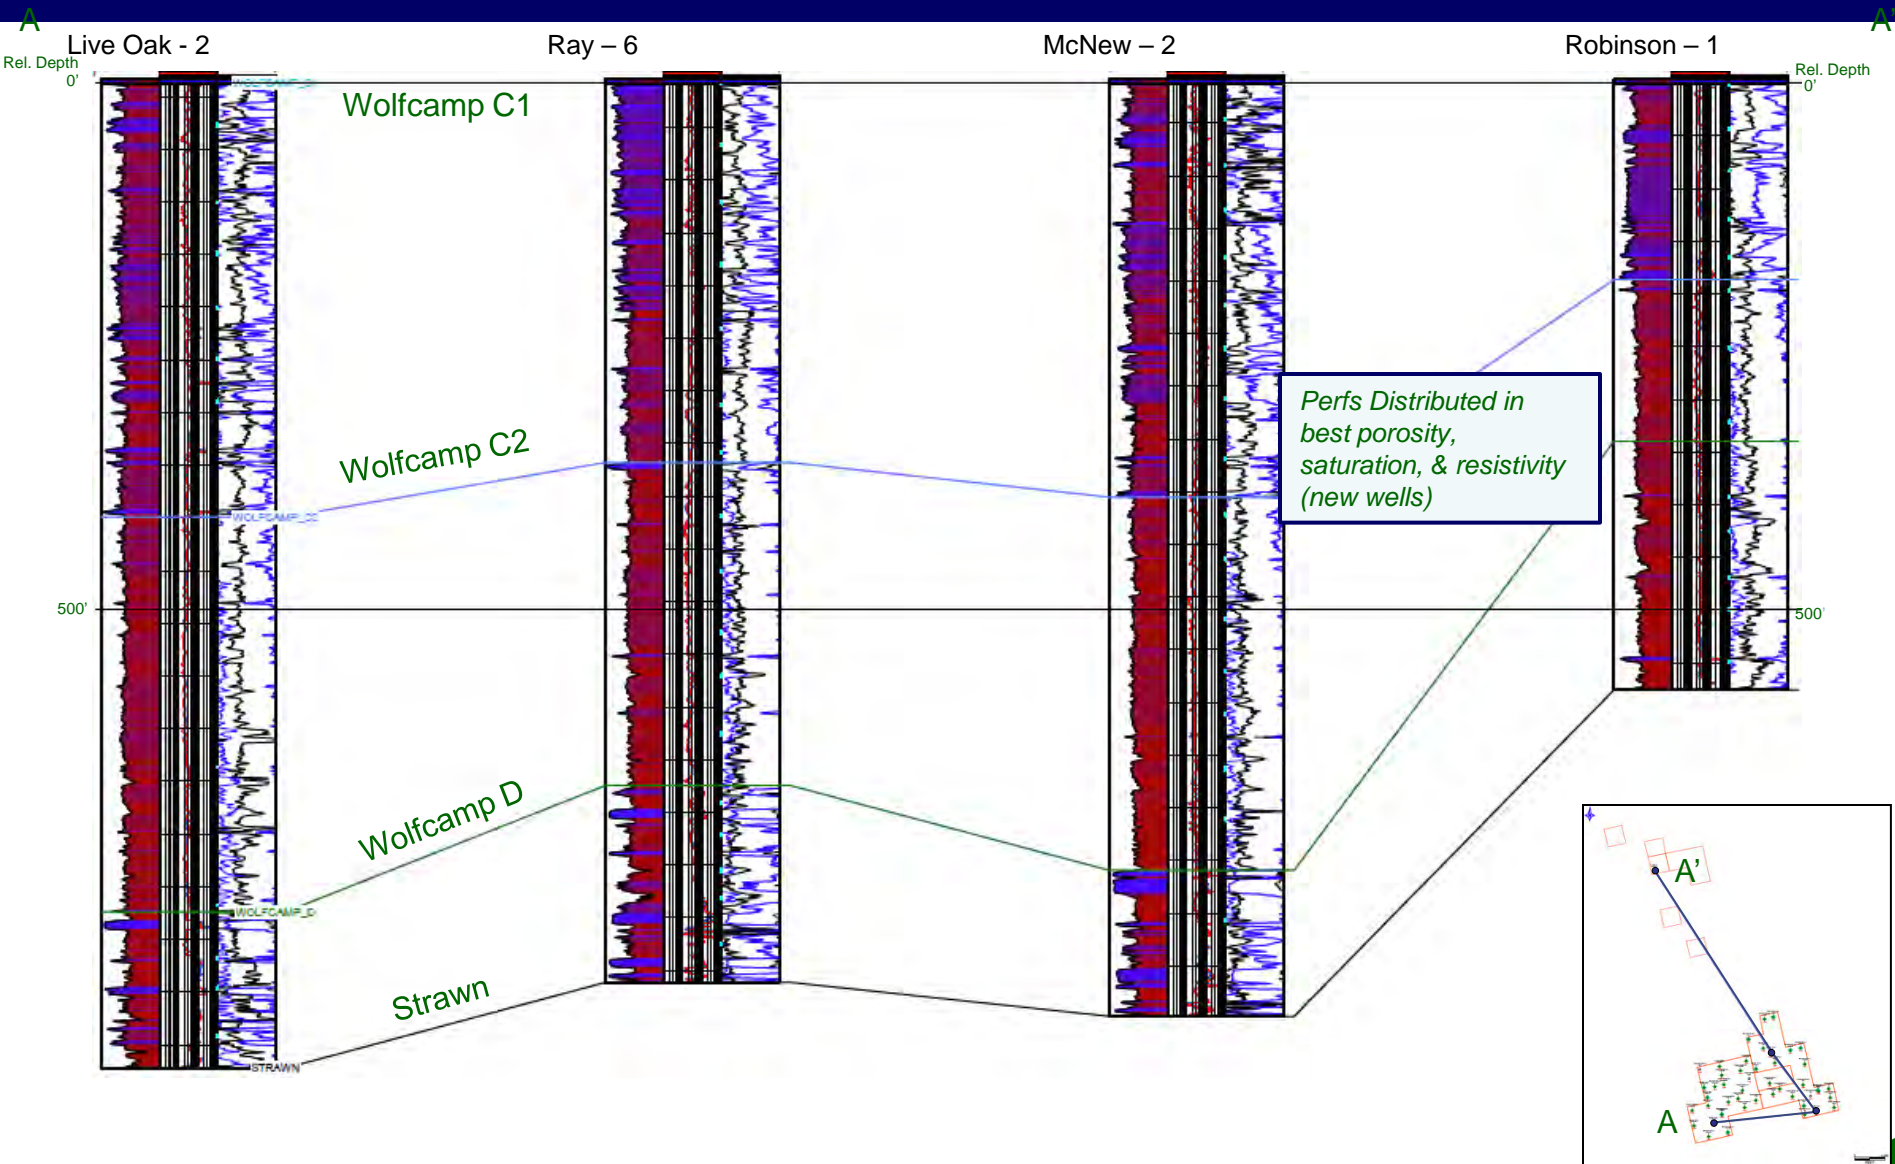 A
A'
Live Oak - 2
Ray – 6
McNew – 2
Robinson – 1
Rel. Depth
0'
Rel. Depth
0'
Wolfcamp C1
Wolfcamp C2
WOLFCAMP_C2
Perfs Distributed in
best porosity,
saturation, & resistivity
(new wells)
500'
500'
Wolfcamp D
WOLFCAMP_D
Strawn
STRAWN
A'
A